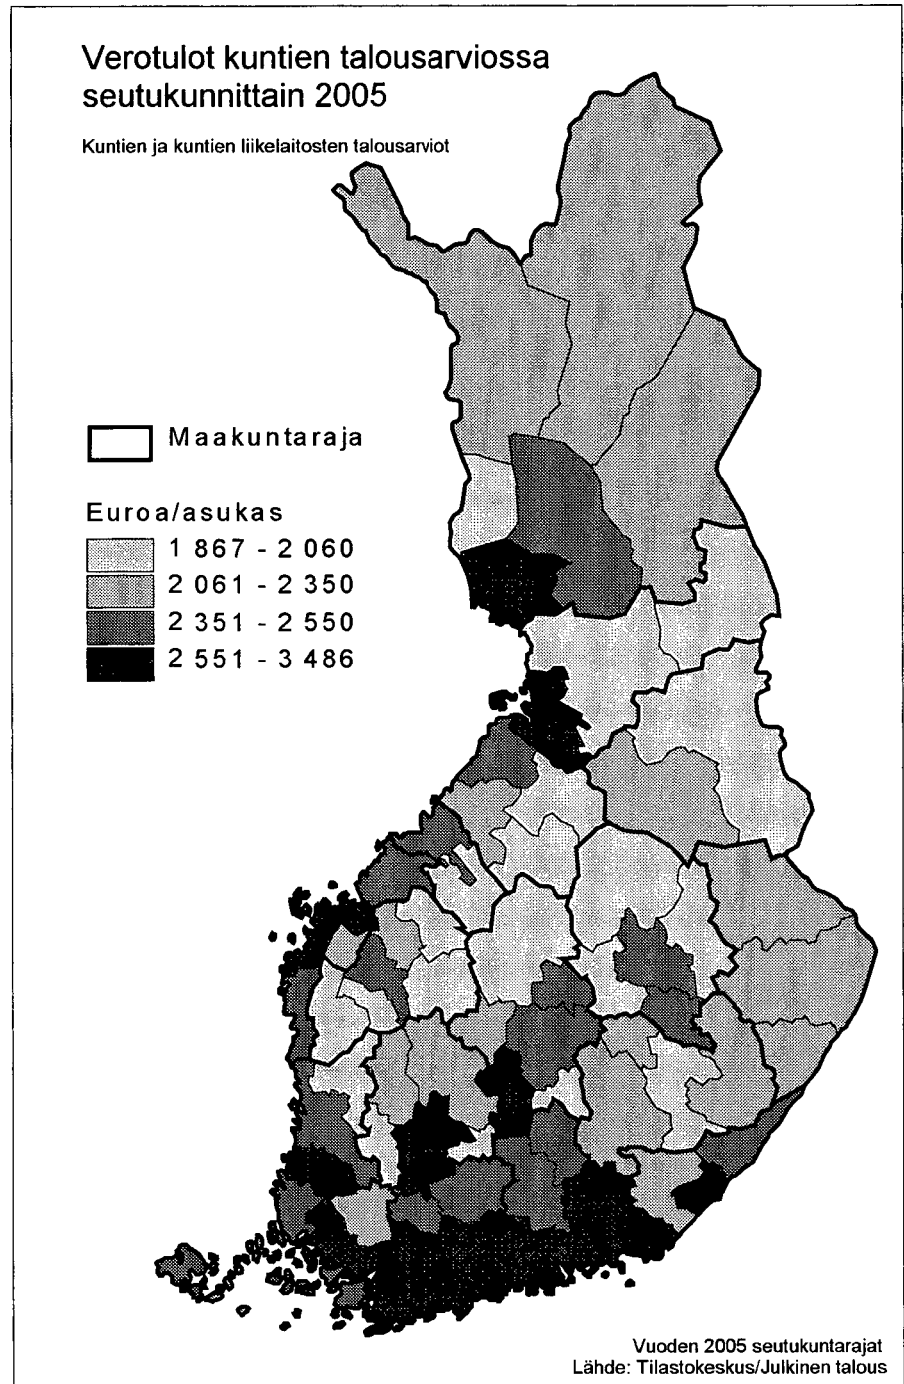 Verotulot kuntien talousarviossa
seutukunnittain 2005
Kuntien ja kuntien liikelaitosten talousarviot
Maakuntaraja
Euroa/asukas
1 867 - 2 060
2 061 - 2 350
2 351 - 2 550
2 551 - 3 486
Vuoden 2005 seutukuntarajat
Lähde: Tilastokeskus/Julkinen talous